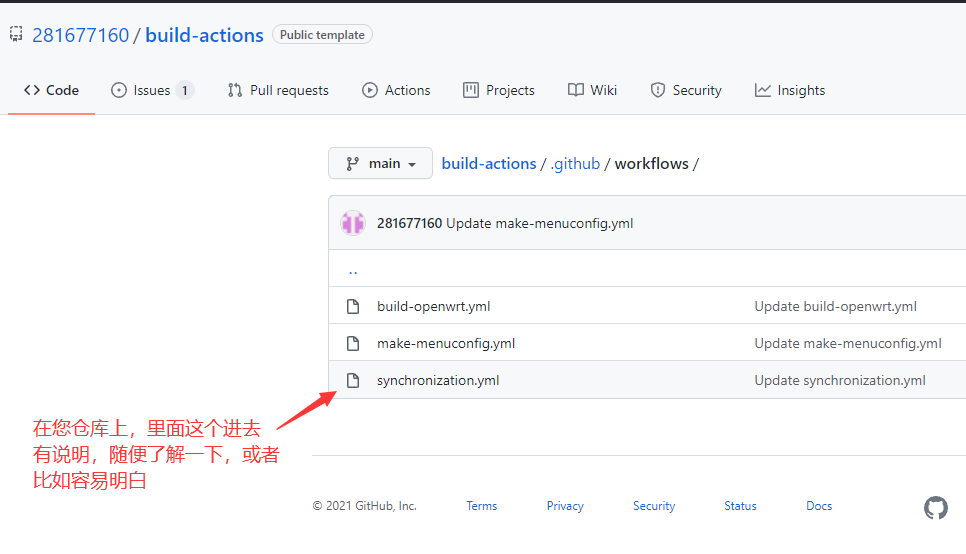 281677160 / build-actions Public template
Code Issues 1 Pull requests Actions Projects Wiki Security Insights
main build-actions / .github / workflows /
281677160 Update make-menuconfig.yml
..
build-openwrt.yml Update build-openwrt.yml
make-menuconfig.yml Update make-menuconfig.yml
synchronization.yml Update synchronization.yml
在您仓库上，里面这个进去
有说明，随便了解一下，或者
比如容易明白
© 2021 GitHub, Inc. Terms Privacy Security Status Docs